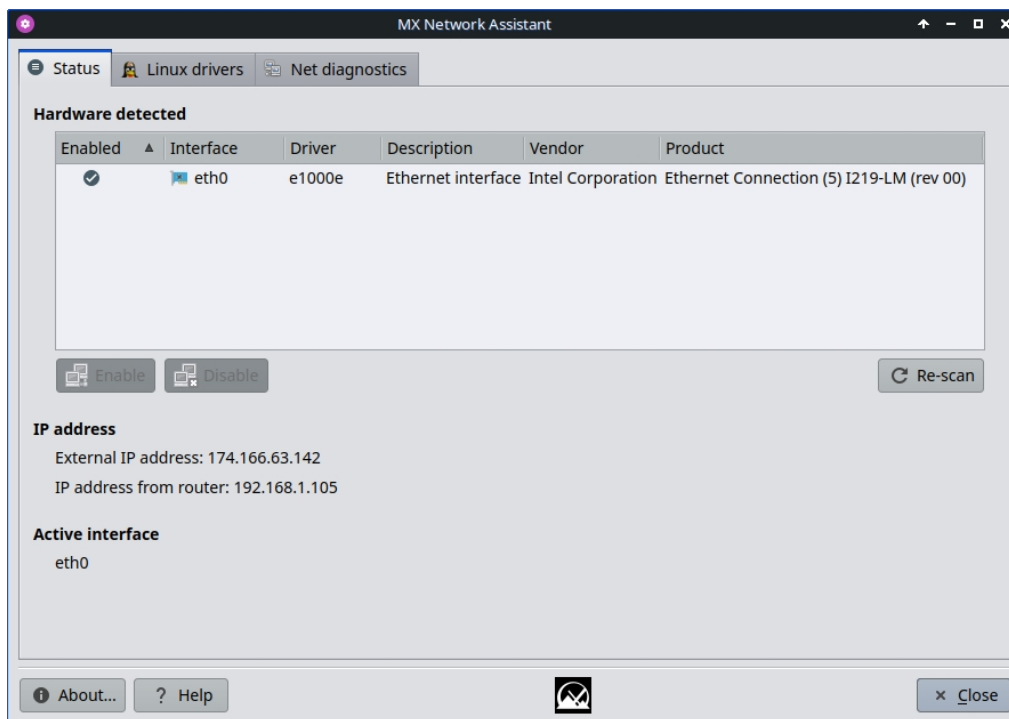 MX Network Assistant
Status Linux drivers Net diagnostics
Hardware detected
Enabled Interface Driver Description Vendor Product
eth0 e1000e Ethernet interface Intel Corporation Ethernet Connection (5) I219-LM (rev 00)
Enable Disable Re-scan
IP address
External IP address: 174.166.63.142
IP address from router: 192.168.1.105
Active interface
eth0
About... ? Help Close